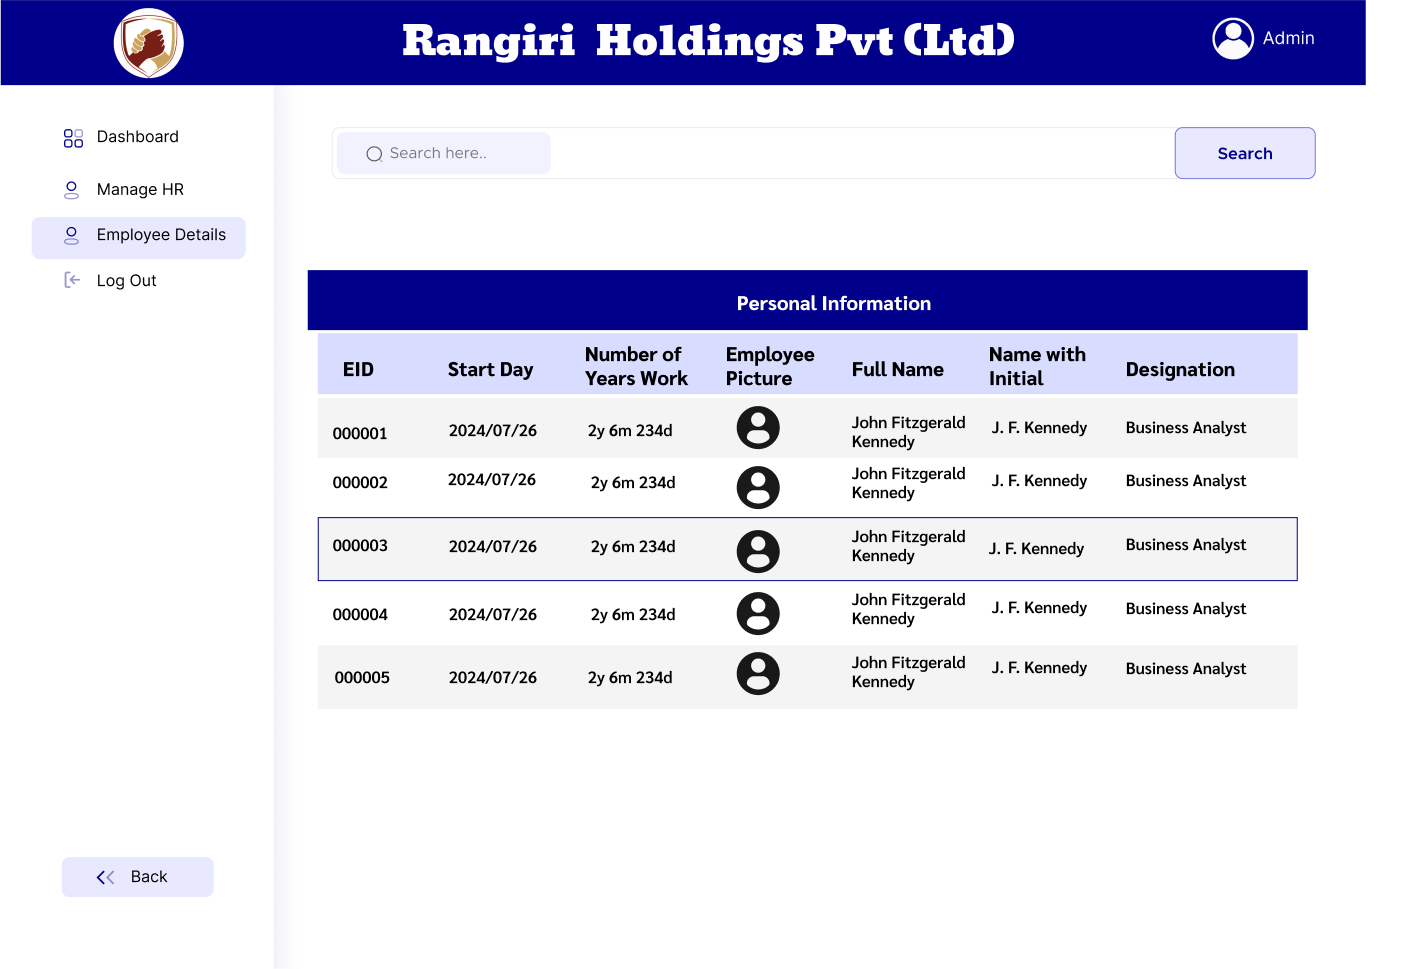 Rangiri Holdings Pvt (Ltd)
Admin
Dashboard
Manage HR
Employee Details
Log Out
Search here..
Search
Personal Information
EID
Start Day
Number of
Years Work
Employee
Picture
Full Name
Name with
Initial
Designation
000001
2024/07/26
2y 6m 234d
John Fitzgerald
Kennedy
J. F. Kennedy
Business Analyst
000002
2024/07/26
2y 6m 234d
John Fitzgerald
Kennedy
J. F. Kennedy
Business Analyst
000003
2024/07/26
2y 6m 234d
John Fitzgerald
Kennedy
J. F. Kennedy
Business Analyst
000004
2024/07/26
2y 6m 234d
John Fitzgerald
Kennedy
J. F. Kennedy
Business Analyst
000005
2024/07/26
2y 6m 234d
John Fitzgerald
Kennedy
J. F. Kennedy
Business Analyst
Back